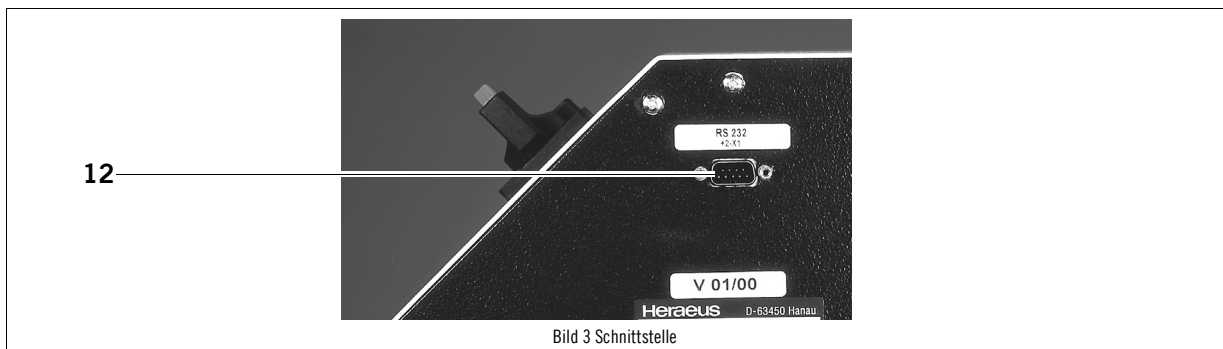 RS 232
+2-X1
12
V 01/00
Heraeus D-63450 Hanau
Bild 3 Schnittstelle